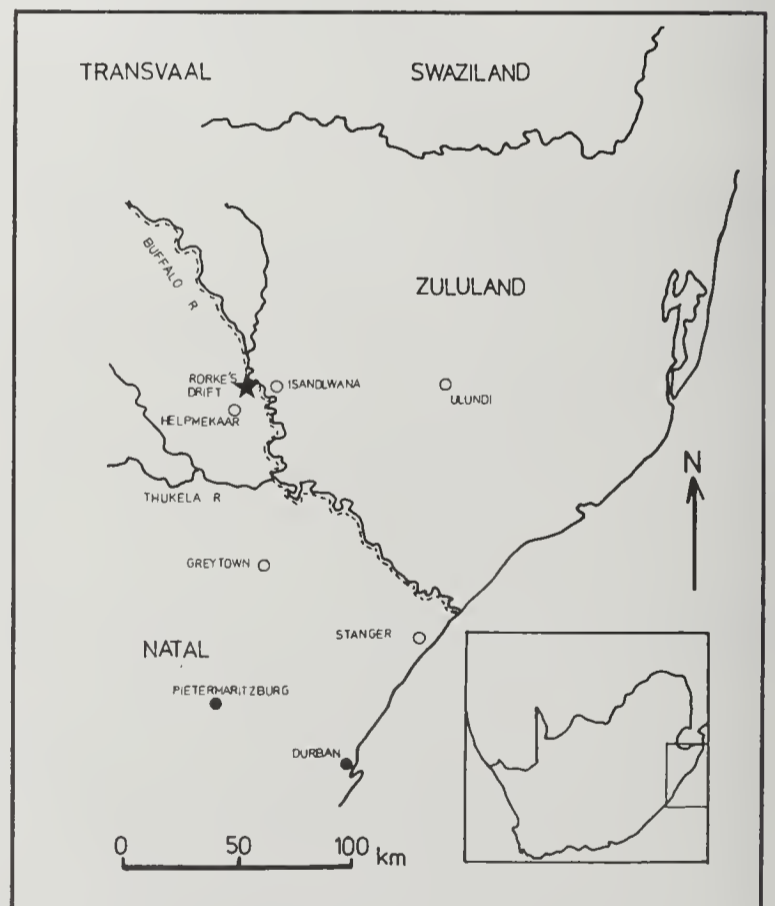 TRANSVAAL
SWAZILAND
BUFFALO R
ZULULAND
RORKE'S
DRIFT
ISANDLWANA
ULUNDI
HELPMEKAAR
N
THUKELA R
GREYTOWN
STANGER
NATAL
PIETERMARITZBURG
DURBAN
0 50 100 km